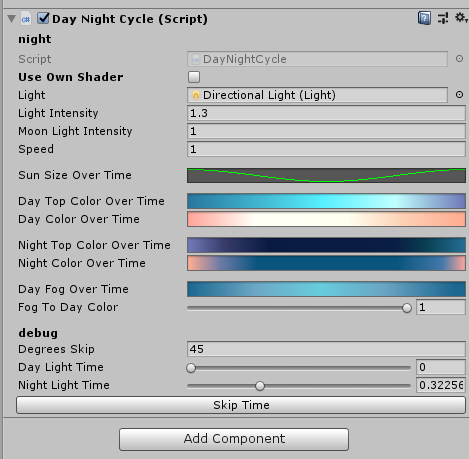 Day Night Cycle (Script)
night
Script DayNightCycle
Use Own Shader
Light Directional Light (Light)
Light Intensity 1.3
Moon Light Intensity 1
Speed 1
Sun Size Over Time
Day Top Color Over Time
Day Color Over Time
Night Top Color Over Time
Night Color Over Time
Day Fog Over Time
Fog To Day Color 1
debug
Degrees Skip 45
Day Light Time 0
Night Light Time 0.32256
Skip Time
Add Component